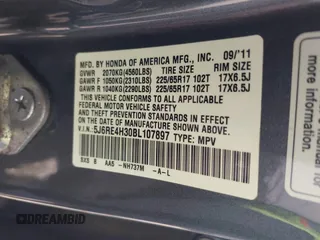 MFD. BY HONDA OF AMERICA MFG., INC. 09/'11
GVWR 2070KG(4560LBS) TIRE SIZE RIM SIZE
GAWR F 1050KG(2310LBS) 225/65R17 102T 17X6.5J
GAWR R 1040KG(2290LBS) 225/65R17 102T 17X6.5J
THIS VEHICLE CONFORMS TO ALL APPLICABLE
FEDERAL MOTOR VEHICLE SAFETY AND THEFT
PREVENTION STANDARDS IN EFFECT ON THE DATE
OF MANUFACTURE SHOWN ABOVE.
V.I.N: 5J6RE4H30BL107897 TYPE: MPV
AA5 -NH737M -A-L
DREAMBID